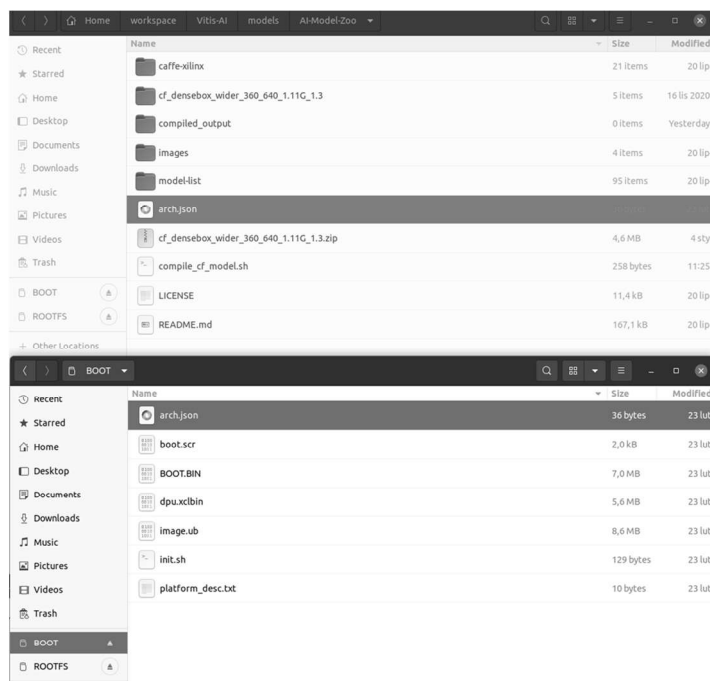 Home workspace Vitis-AI models AI-Model-Zoo
Recent
Starred
Home
Desktop
Documents
Downloads
Music
Pictures
Videos
Trash
BOOT
ROOTFS
+ Other Locations
Name Size Modified
caffe-xilinx 21 items 20 lip
cf_densebox_wider_360_640_1.11G_1.3 5 items 16 lis 2020
compiled_output 0 items Yesterday
images 4 items 20 lip
model-list 95 items 20 lip
arch.json
cf_densebox_wider_360_640_1.11G_1.3.zip 4,6 MB 4 sty
compile_cf_model.sh 258 bytes 11:25
LICENSE 11,4 kB 20 lip
README.md 167,1 kB 20 lip
BOOT
Recent
Starred
Home
Desktop
Documents
Downloads
Music
Pictures
Videos
Trash
BOOT
ROOTFS
Name Size Modified
arch.json 36 bytes 23 lut
boot.scr 2,0 kB 23 lut
BOOT.BIN 7,0 MB 23 lut
dpu.xclbin 5,6 MB 23 lut
image.ub 8,6 MB 23 lut
init.sh 129 bytes 23 lut
platform_desc.txt 10 bytes 23 lut